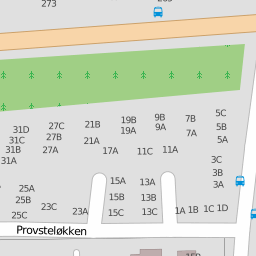 273
31D 27C 21B 19B 9B 7B 5C
31C 27B 19A 9A 5B
31B 27A 21A 7A 5A
31A 17A 11C 11A
3C
3B
3A
25A 15A 13A
25B 15B 13B
25C 23C 23A 15C 13C 1A 1B 1C 1D
Provsteløkken